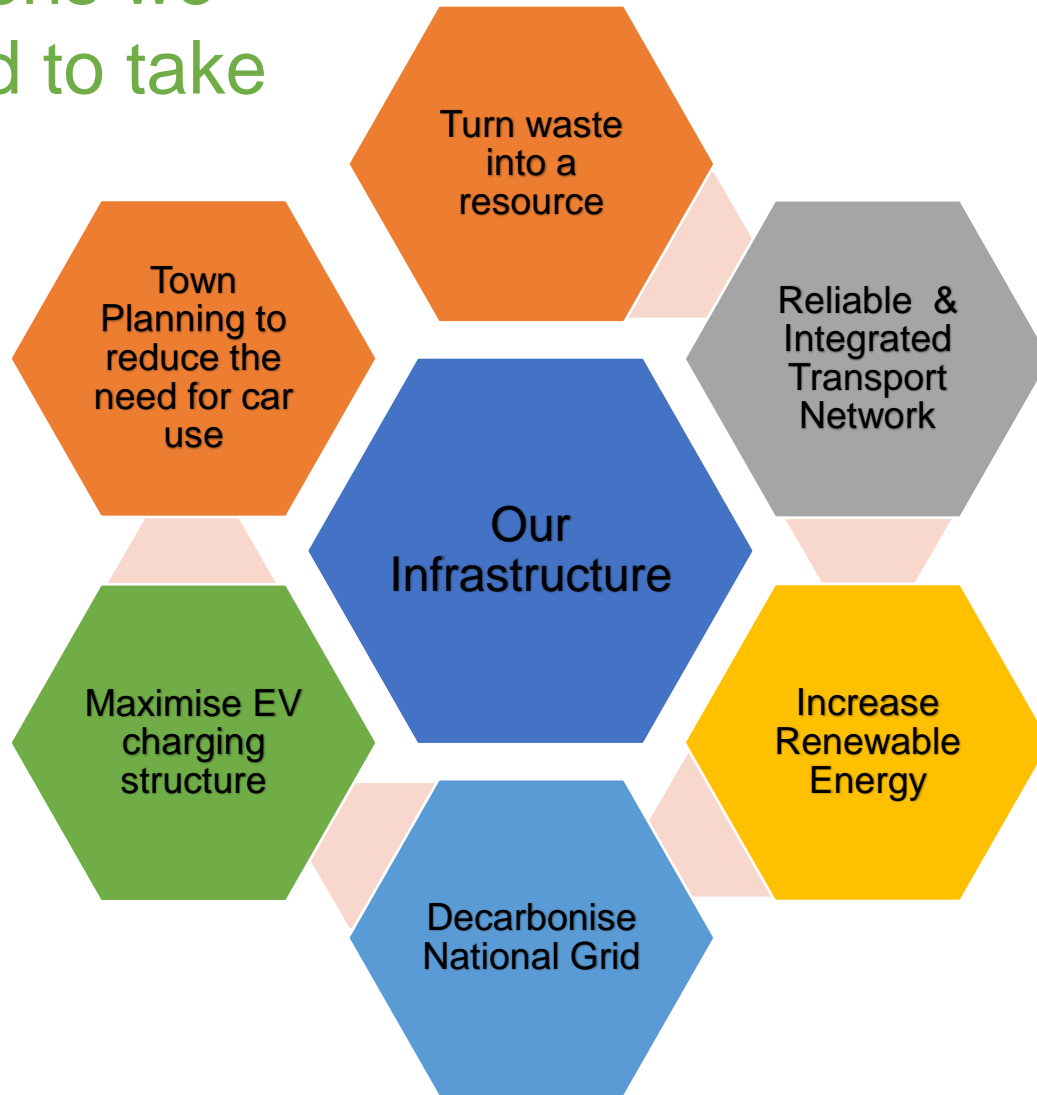 to take
Turn waste
into a
resource
Town
Planning to
reduce the
need for car
use
Reliable & 
Integrated
Transport
Network
Our
Infrastructure
Maximise EV
charging
structure
Increase
Renewable
Energy
Decarbonise
National Grid